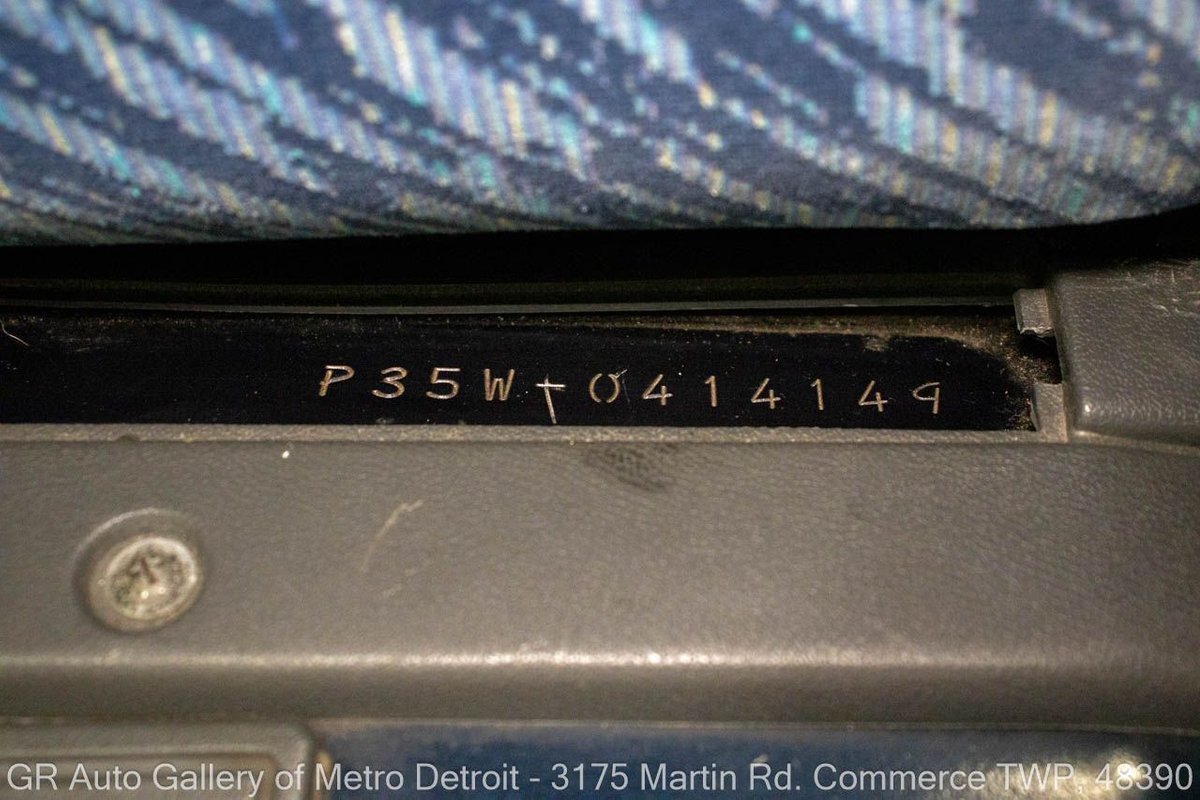 P35W-0414149
GR Auto Gallery of Metro Detroit - 3175 Martin Rd. Commerce TWP, 48390